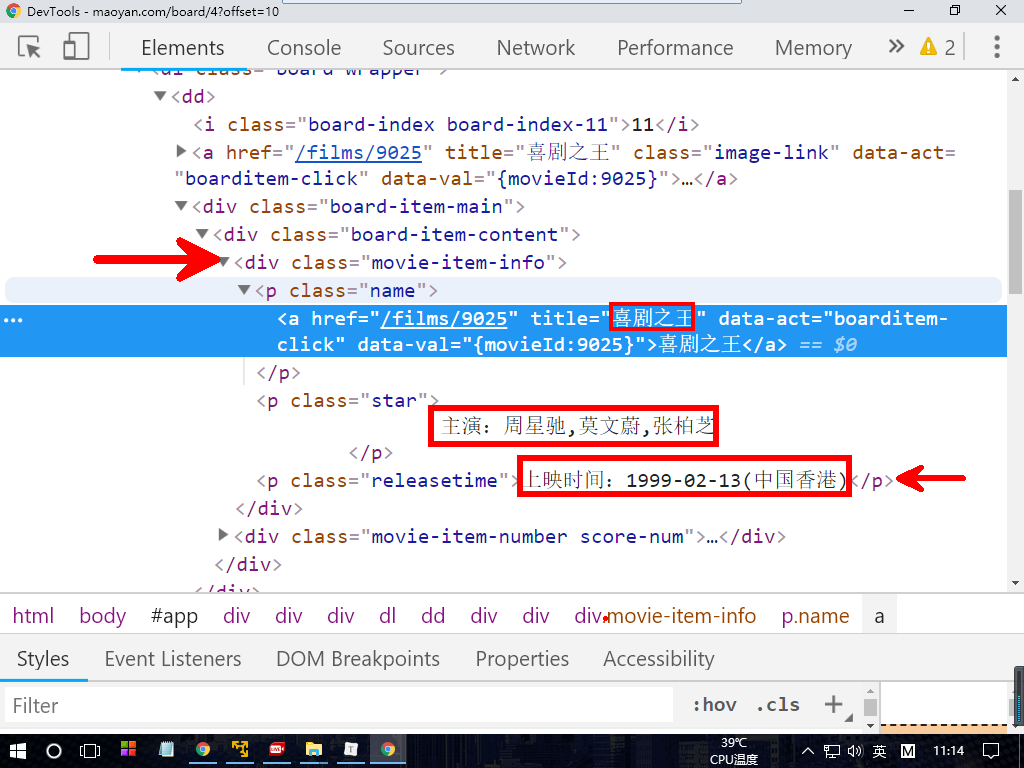 DevTools - maoyan.com/board/4?offset=10
Elements Console Sources Network Performance Memory » 2
<dl class="board-wrapper">
▼<dd>
<i class="board-index board-index-11">11</i>
▶<a href="/films/9025" title="喜剧之王" class="image-link" data-act=
"boarditem-click" data-val="{movieId:9025}">…</a>
▼<div class="board-item-main">
▼<div class="board-item-content">
▼<div class="movie-item-info">
▼<p class="name">
<a href="/films/9025" title="喜剧之王" data-act="boarditem-
click" data-val="{movieId:9025}">喜剧之王</a> == $0
</p>
<p class="star">
主演：周星驰,莫文蔚,张柏芝
</p>
<p class="releasetime">上映时间：1999-02-13(中国香港)</p>
</div>
▶<div class="movie-item-number score-num">…</div>
</div>
</div>
html body #app div div div dl dd div div div.movie-item-info p.name a
Styles Event Listeners DOM Breakpoints Properties Accessibility
Filter :hov .cls +
39℃
CPU温度
英 M 11:14